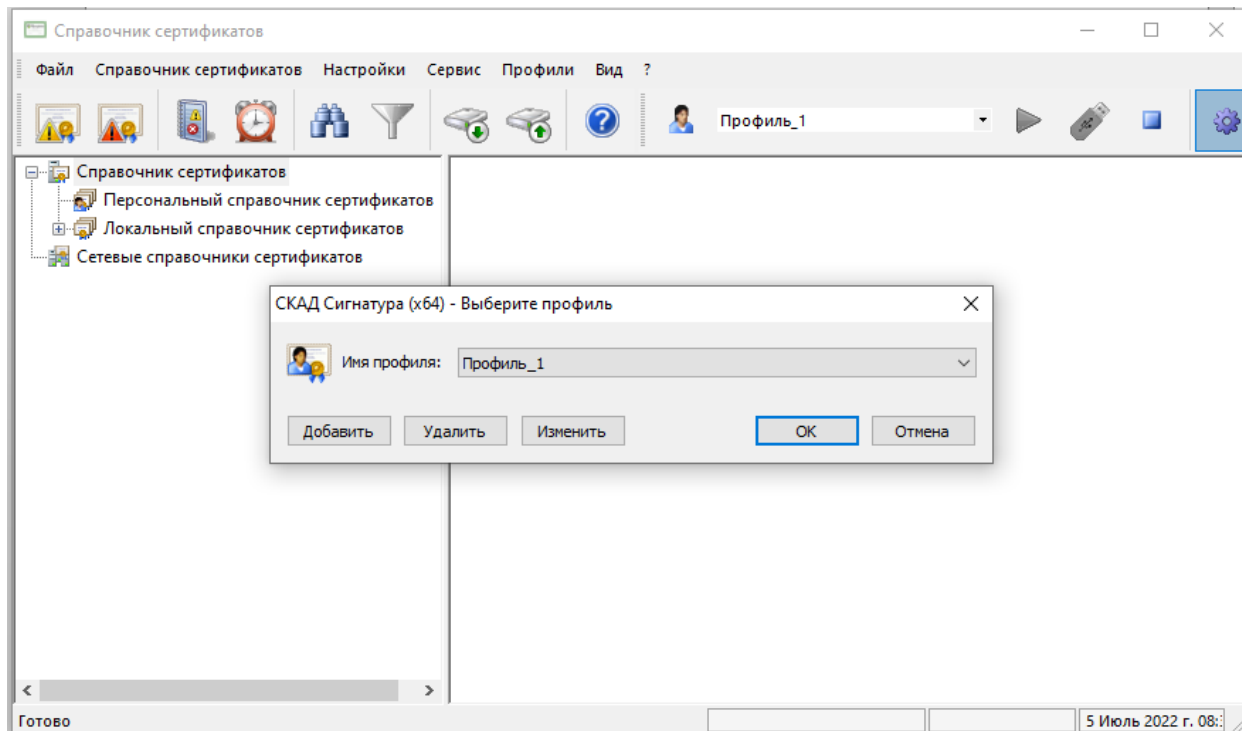 Справочник сертификатов
Файл Справочник сертификатов Настройки Сервис Профили Вид ?
Профиль_1
Справочник сертификатов
Персональный справочник сертификатов
Локальный справочник сертификатов
Сетевые справочники сертификатов
СКАД Сигнатура (x64) - Выберите профиль
Имя профиля: Профиль_1
Добавить Удалить Изменить OK Отмена
Готово 5 Июль 2022 г. 08: